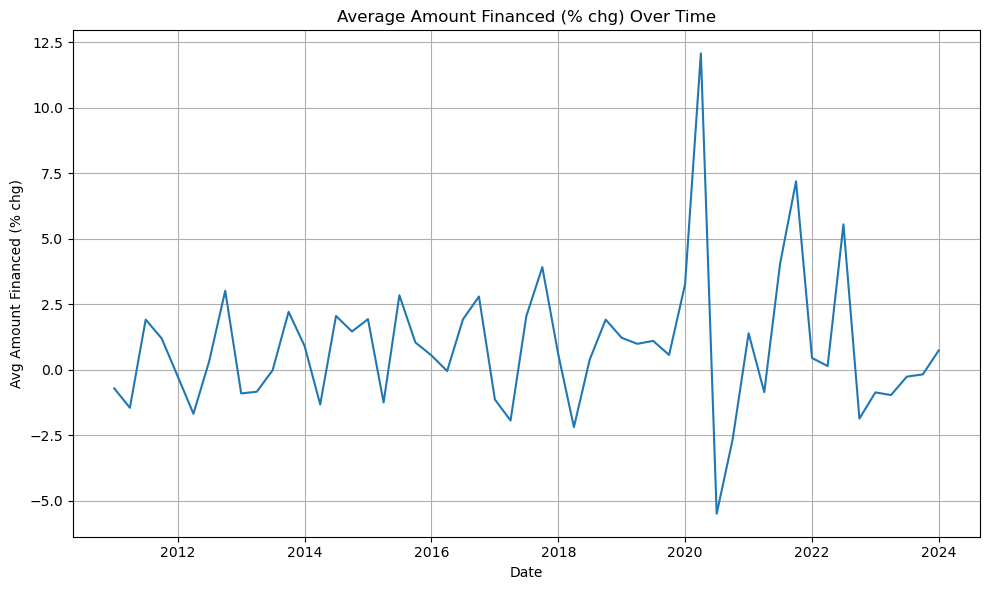 Average Amount Financed (% chg) Over Time
Avg Amount Financed (% chg)
12.5
10.0
7.5
5.0
2.5
0.0
−2.5
−5.0
2012 2014 2016 2018 2020 2022 2024
Date